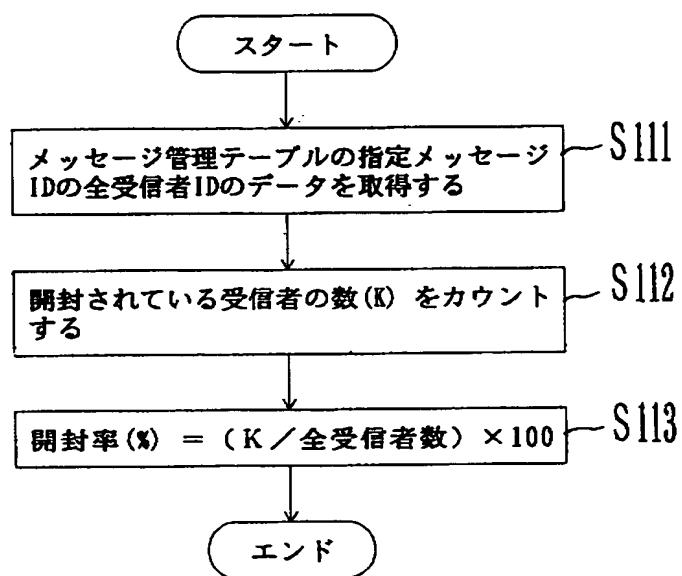 スタート
メッセージ管理テーブルの指定メッセージ
IDの全受信者IDのデータを取得する
S111
開封されている受信者の数(K) をカウント
する
S112
開封率(%) = (K/全受信者数) ×100
S113
エンド